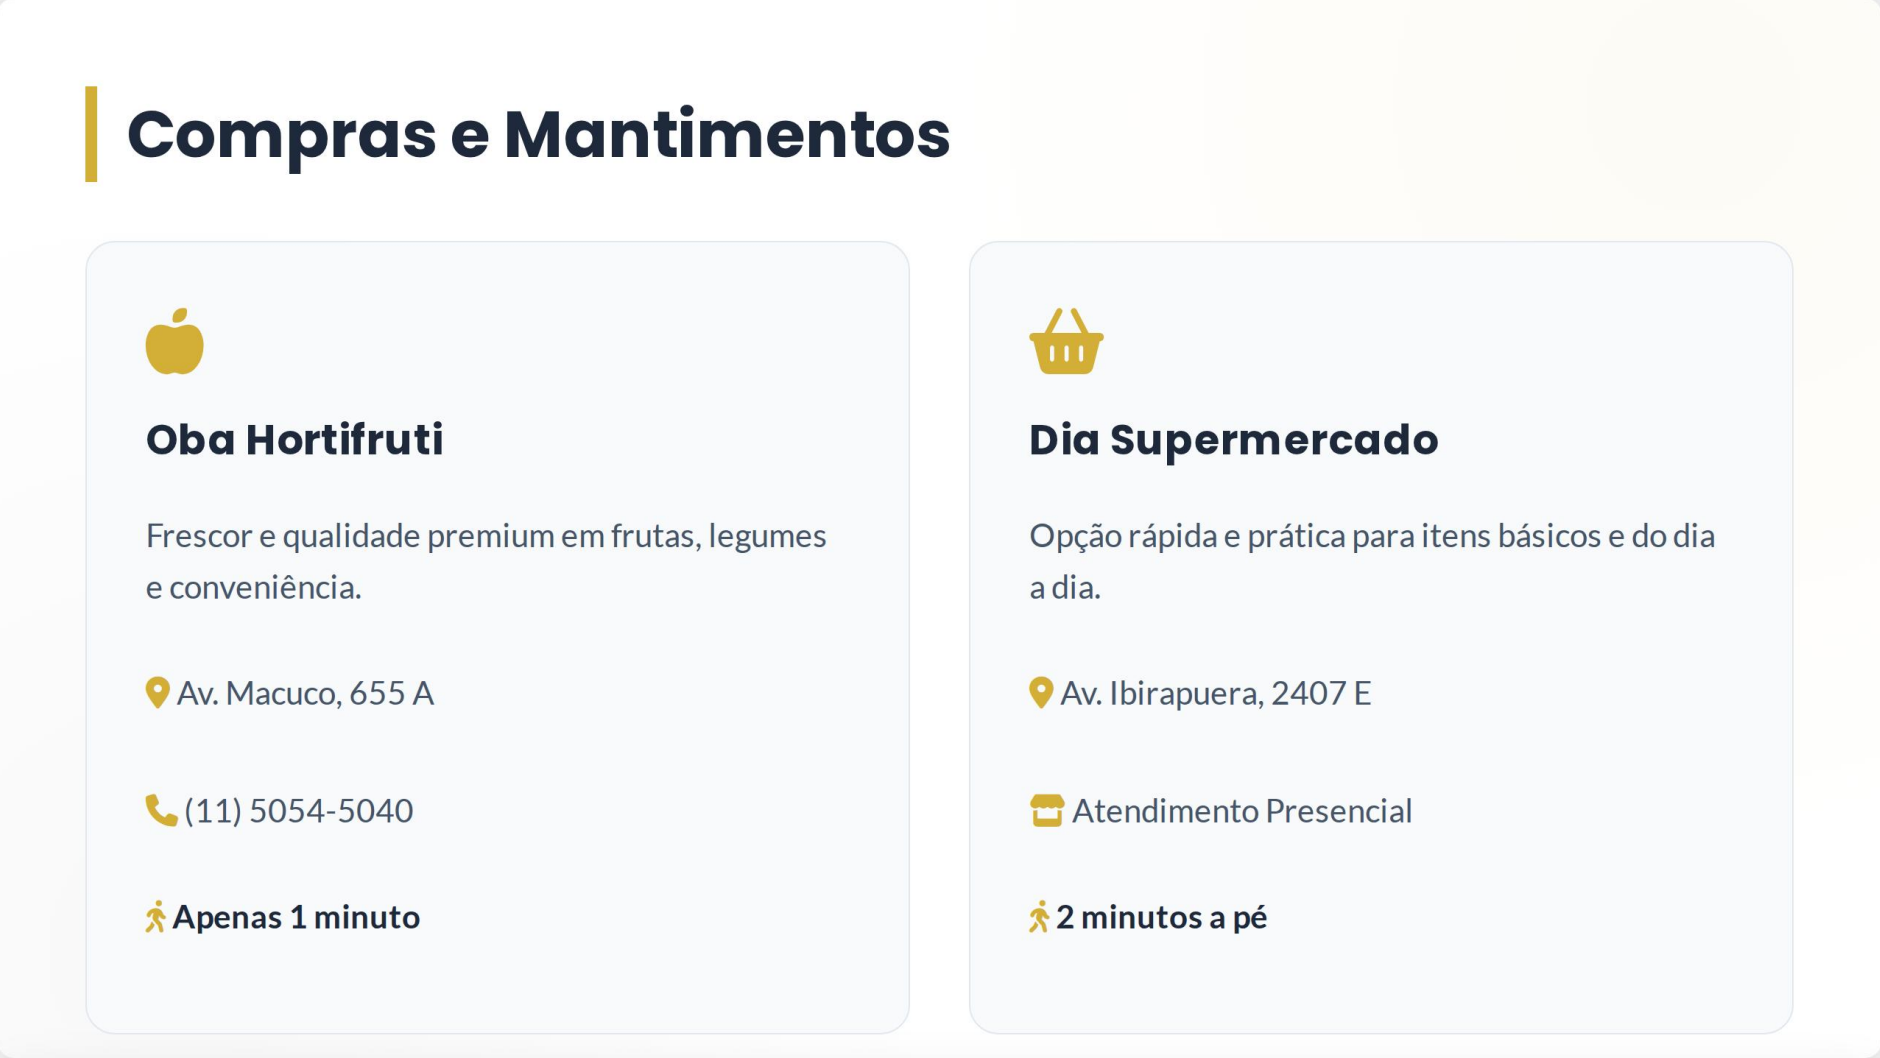 Compras e Mantimentos
Oba Hortifruti
Frescor e qualidade premium em frutas, legumes
e conveniência.
Av. Macuco, 655 A
(11) 5054-5040
Apenas 1 minuto
Dia Supermercado
Opção rápida e prática para itens básicos e do dia
a dia.
Av. Ibirapuera, 2407 E
Atendimento Presencial
2 minutos a pé